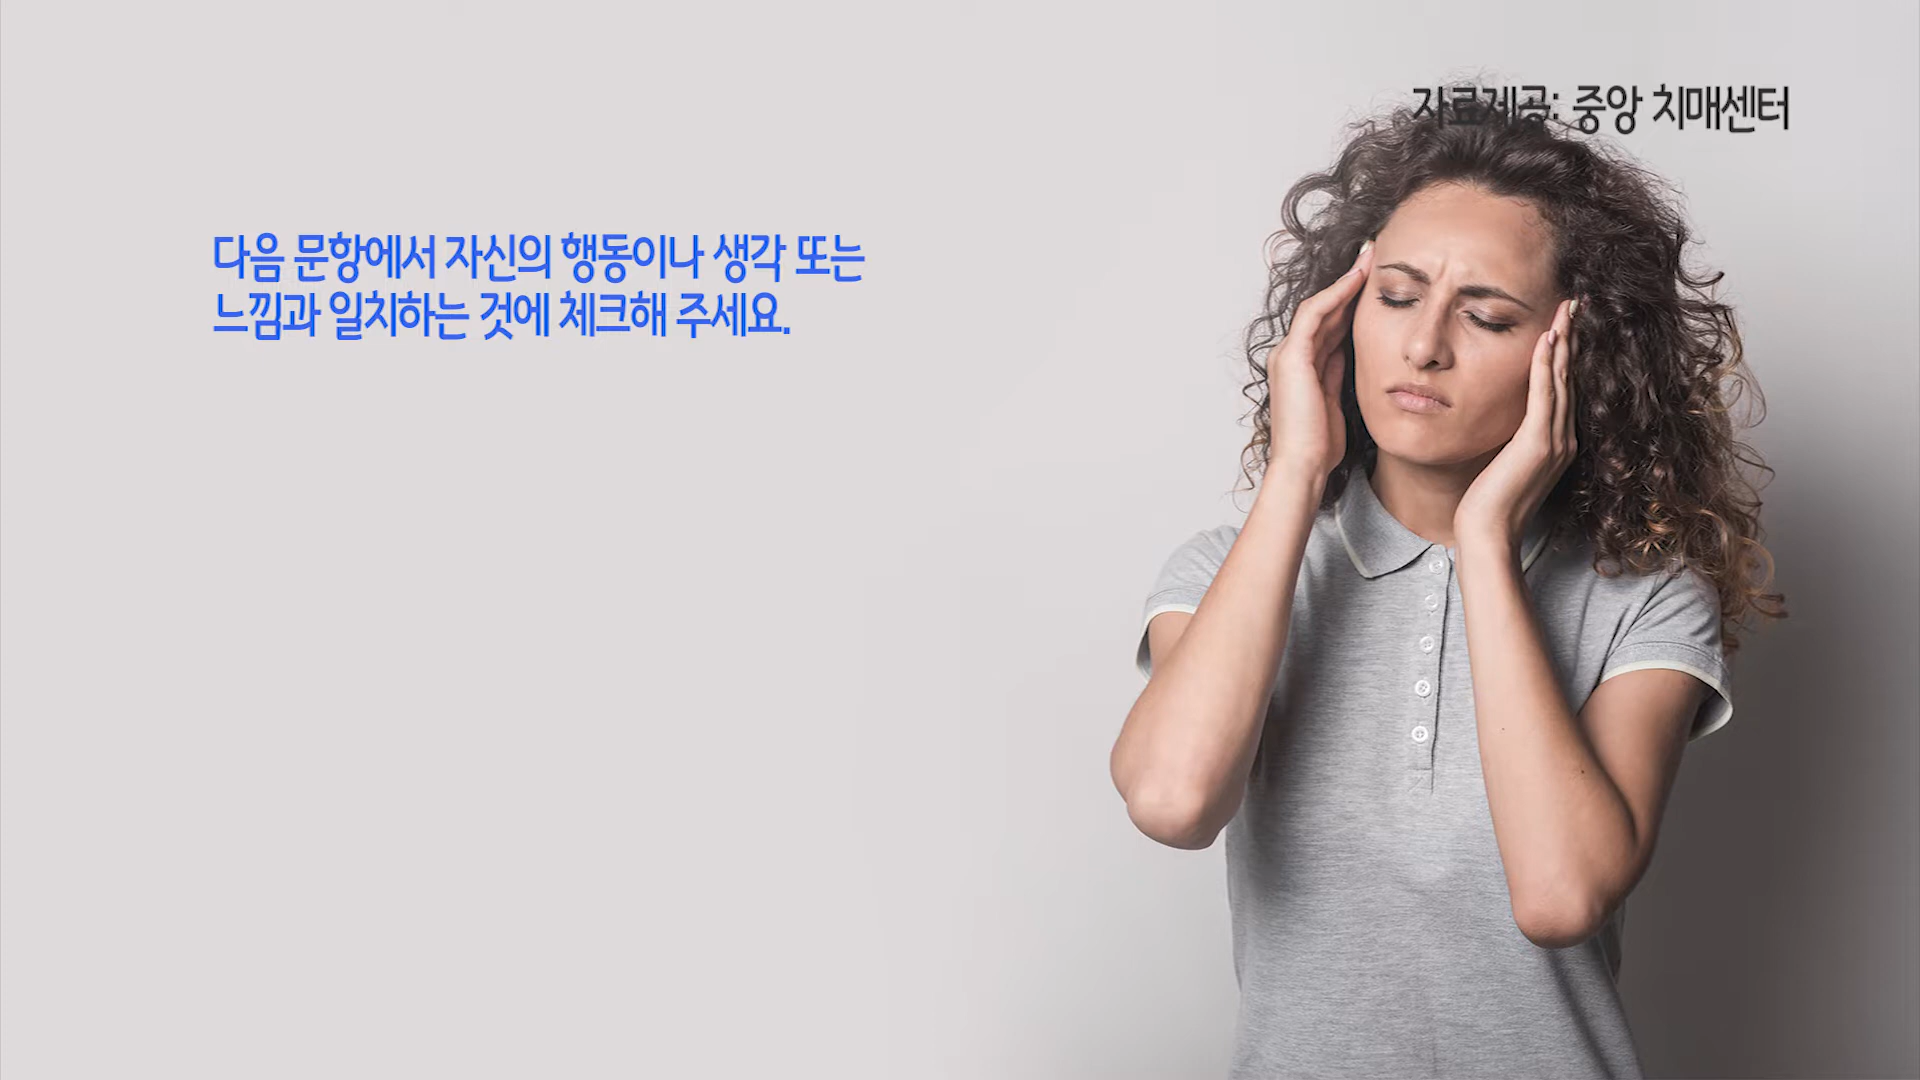 자료제공: 중앙 치매센터
다음 문항에서 자신의 행동이나 생각 또는
느낌과 일치하는 것에 체크해 주세요.